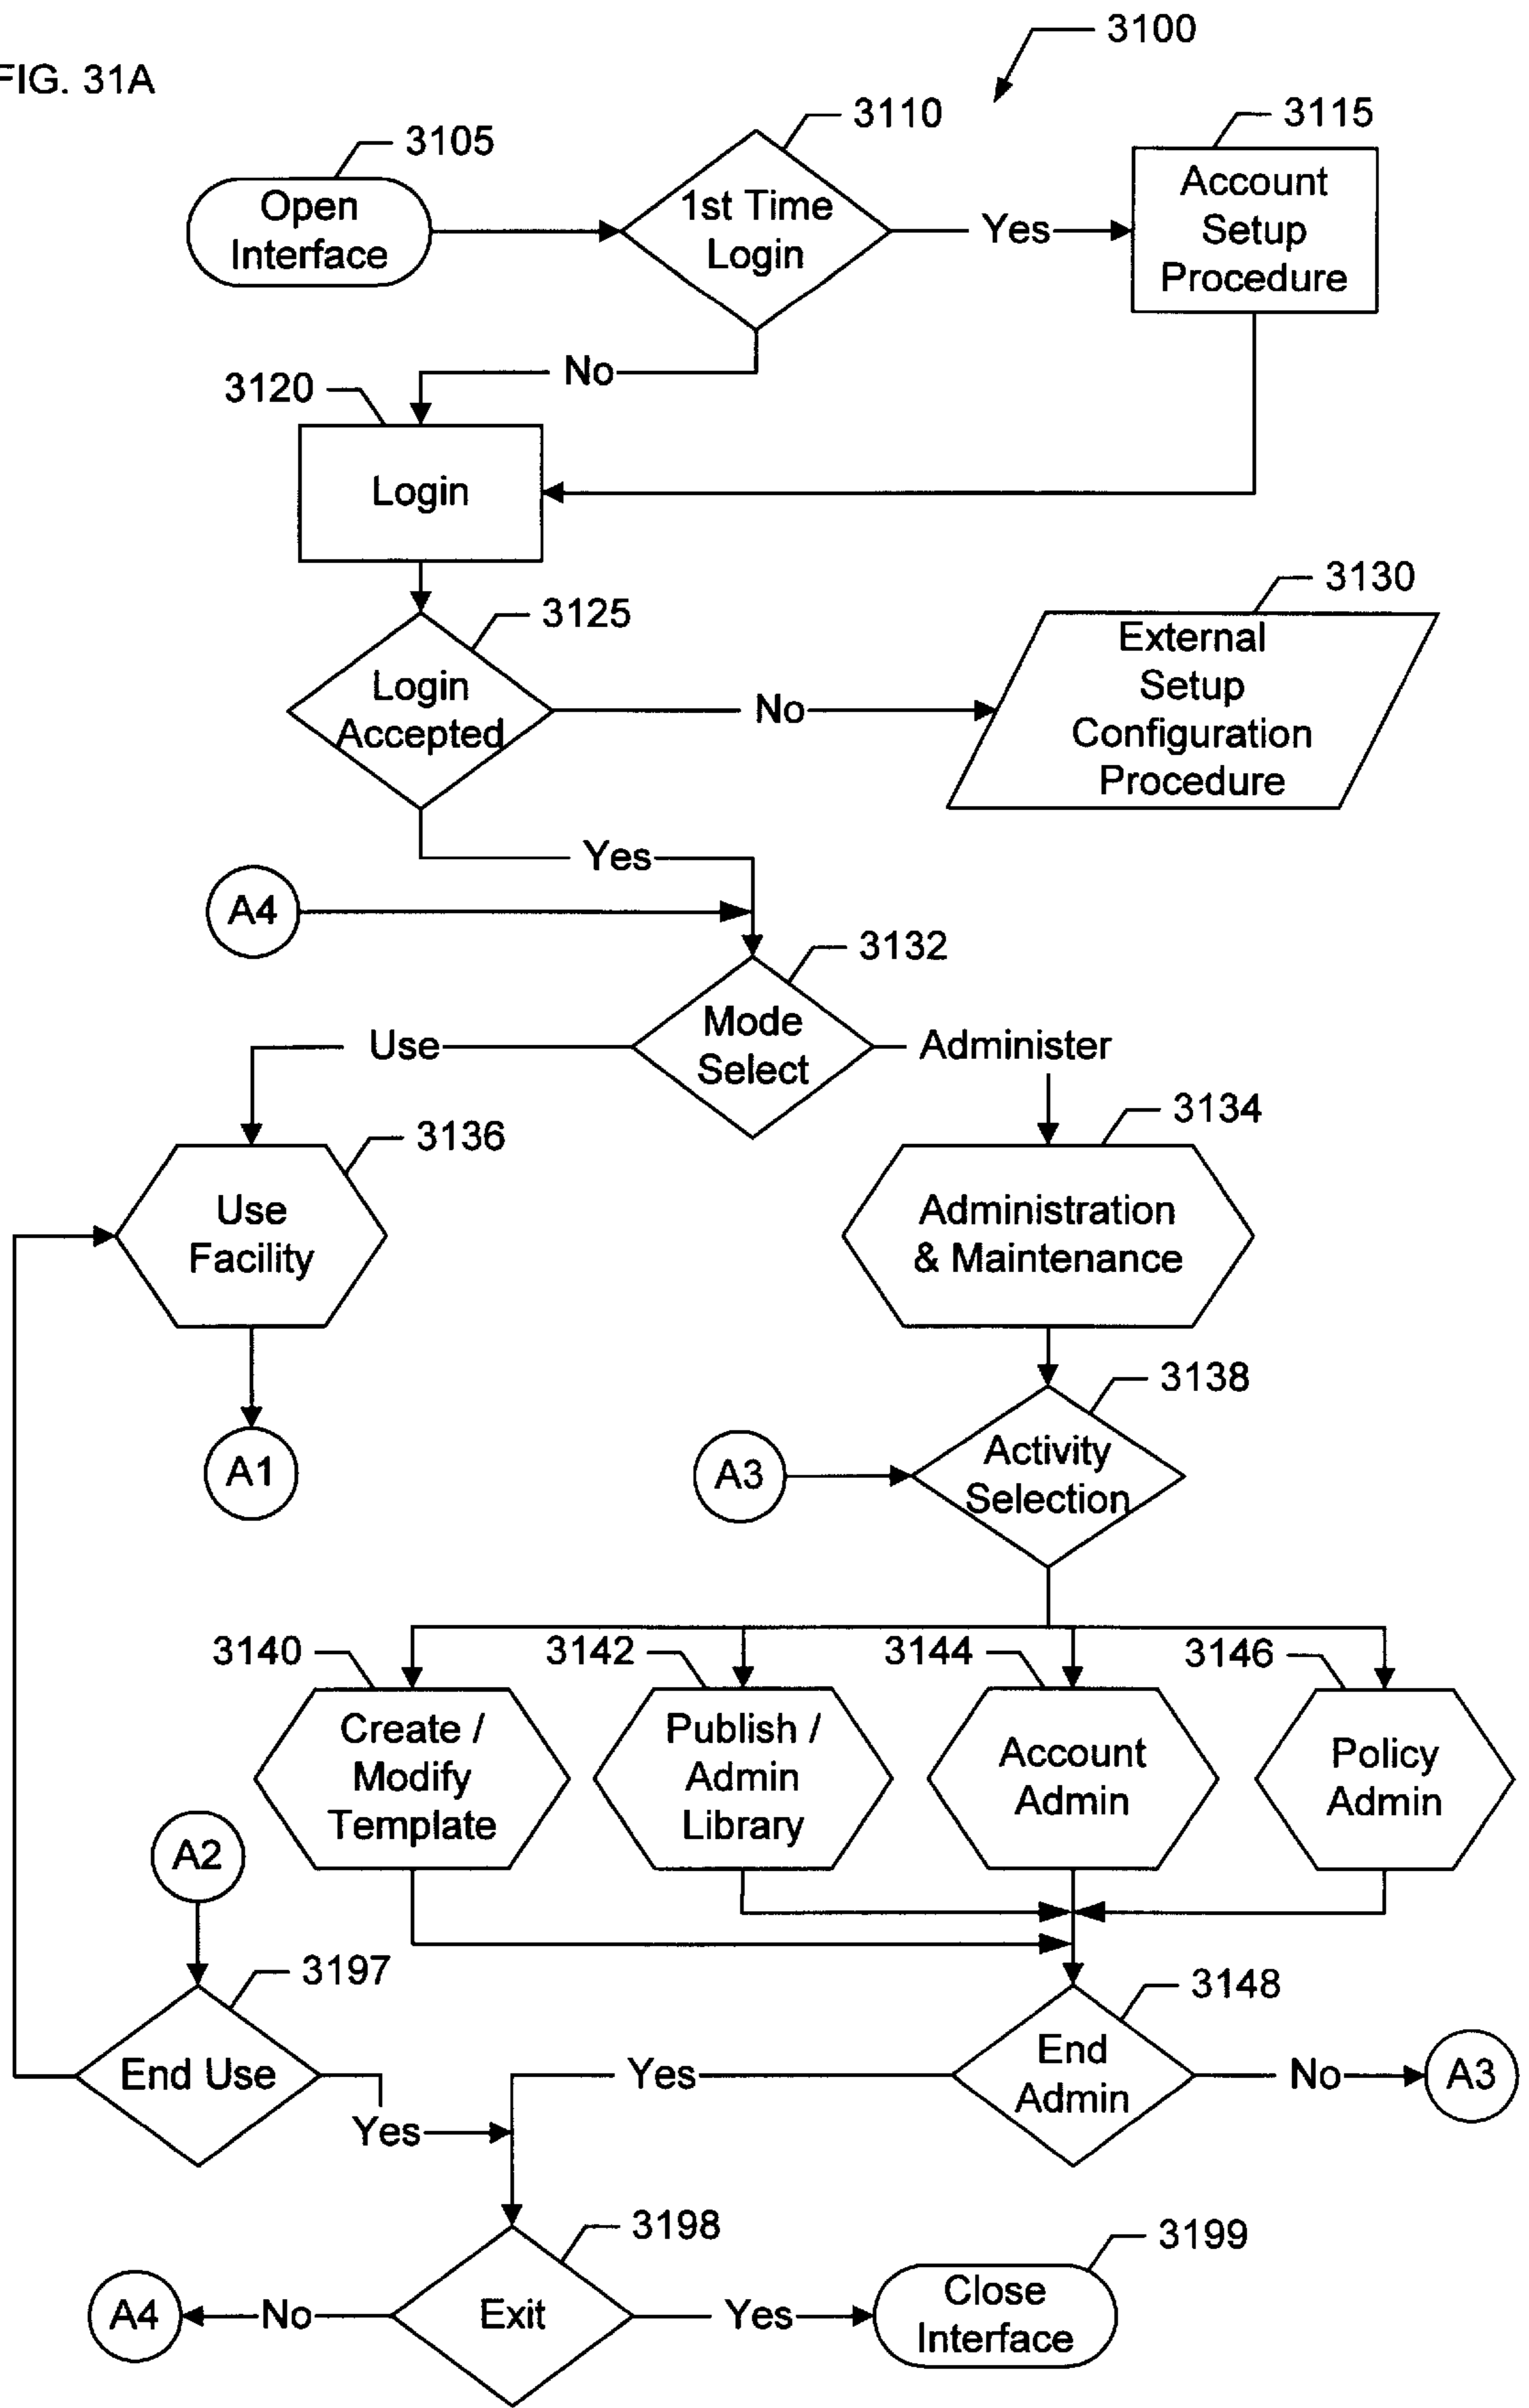 3100
FIG. 31A
3105
3110
3115
Open
Interface
1st Time
Login
Yes
Account
Setup
Procedure
No
3120
Login
3125
3130
Login
Accepted
No
External
Setup
Configuration
Procedure
Yes
A4
3132
Mode
Select
Use
Administer
3134
3136
Use
Facility
Administration
& Maintenance
3138
A1
A3
Activity
Selection
3140
3142
3144
3146
Create /
Modify
Template
Publish /
Admin
Library
Account
Admin
Policy
Admin
A2
3197
3148
End Use
Yes
Yes
End
Admin
No
A3
3198
3199
A4
No
Exit
Yes
Close
Interface